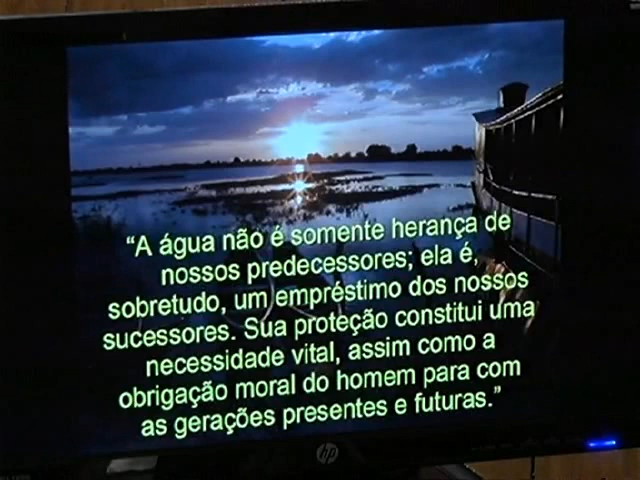 “A água não é somente herança de
nossos predecessores; ela é,
sobretudo, um empréstimo dos nossos
sucessores. Sua proteção constitui uma
necessidade vital, assim como a
obrigação moral do homem para com
as gerações presentes e futuras.”
hp